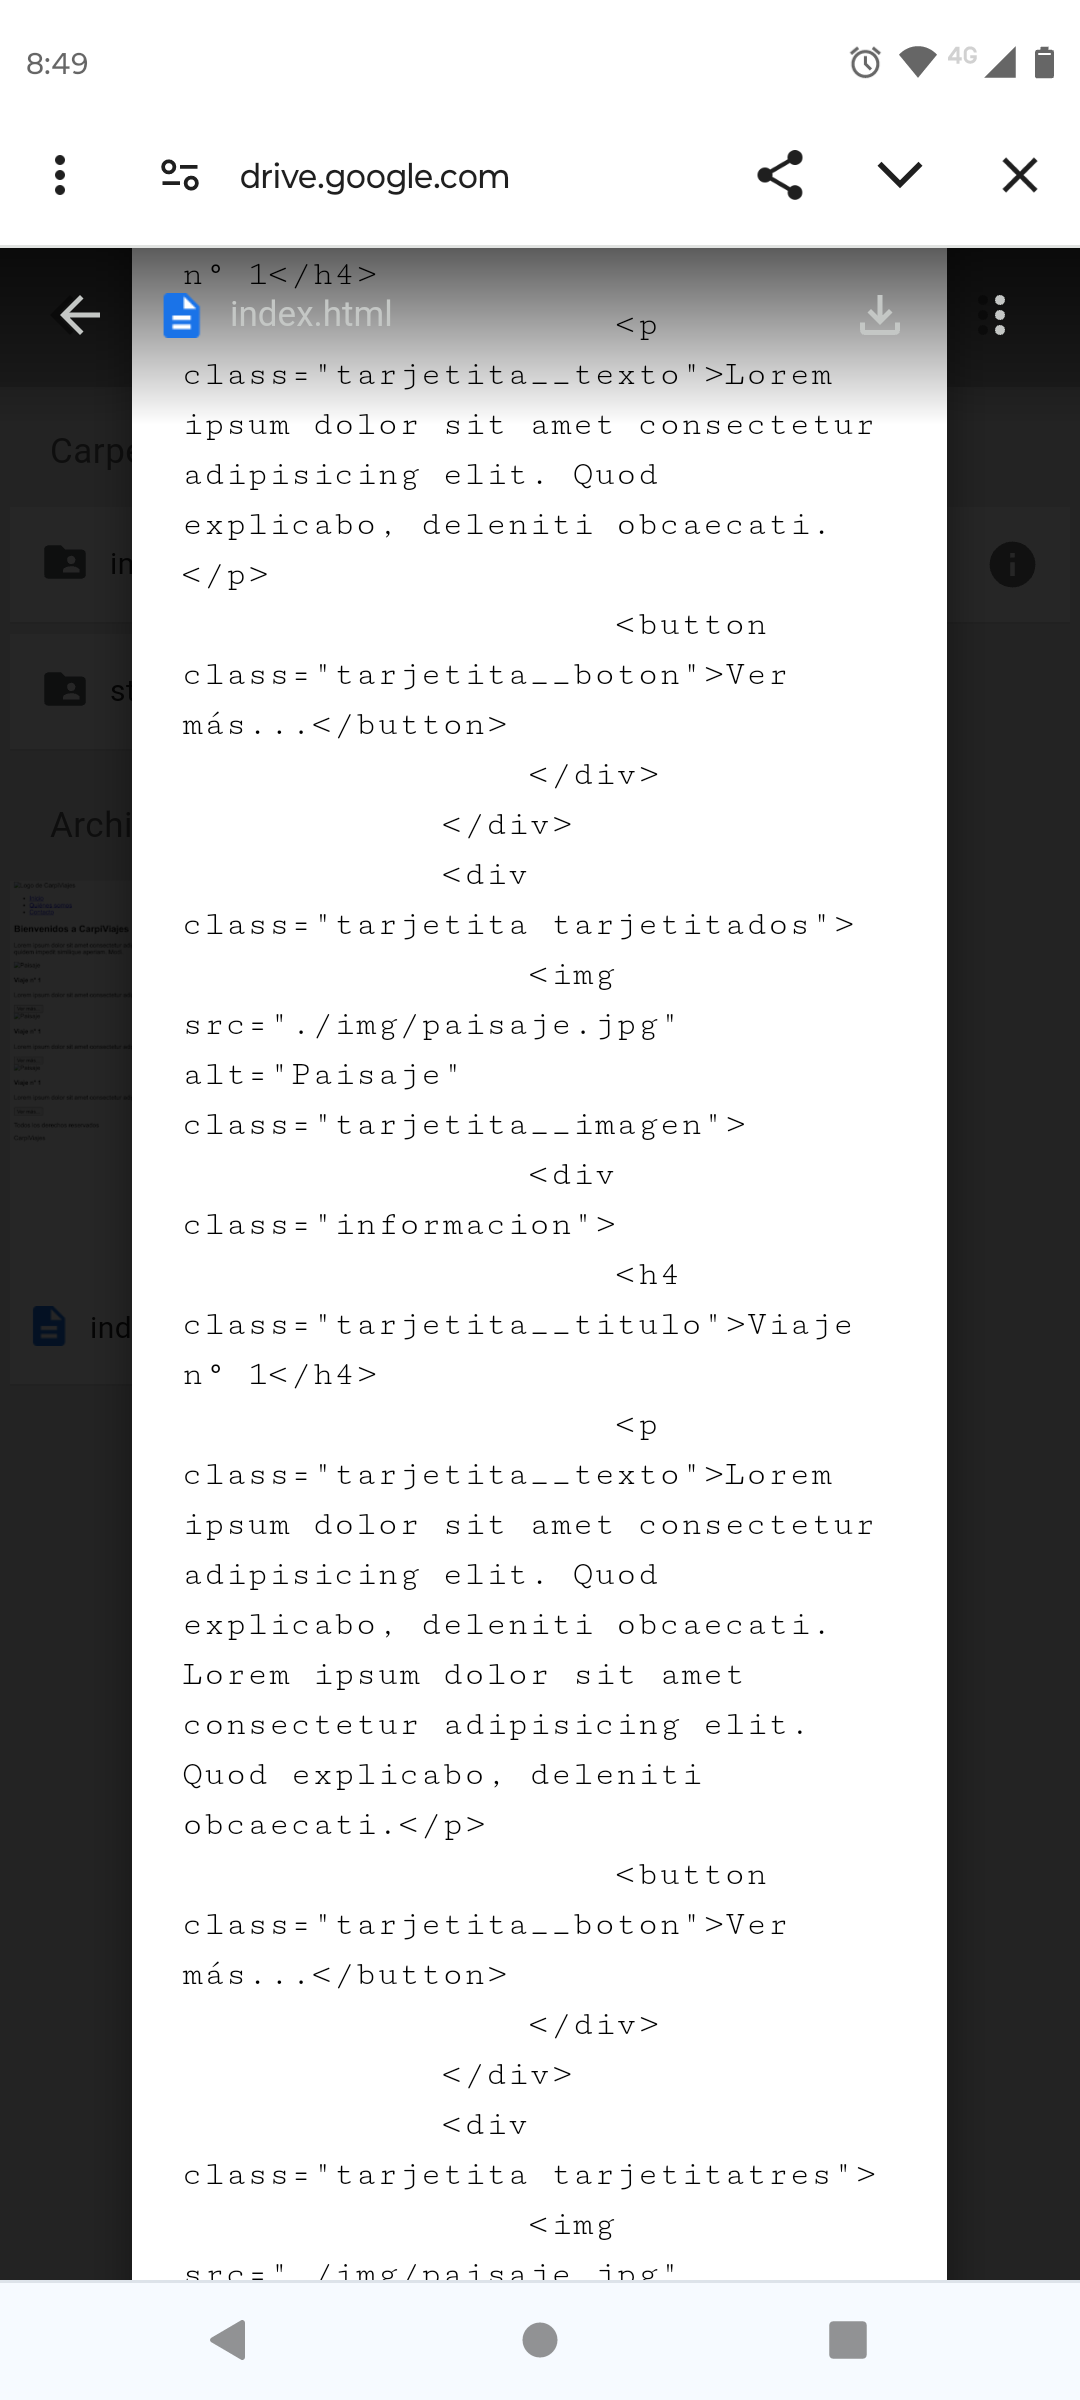 8:49
4G
drive.google.com
n° 1</h4>
index.html
<p
class="tarjetita__texto">Lorem
ipsum dolor sit amet consectetur
adipisicing elit. Quod
explicabo, deleniti obcaecati.
</p>
<button
class="tarjetita__boton">Ver
más...</button>
</div>
</div>
<div
class="tarjetita tarjetitados">
<img
src="./img/paisaje.jpg"
alt="Paisaje"
class="tarjetita__imagen">
<div
class="informacion">
<h4
class="tarjetita__titulo">Viaje
n° 1</h4>
<p
class="tarjetita__texto">Lorem
ipsum dolor sit amet consectetur
adipisicing elit. Quod
explicabo, deleniti obcaecati.
Lorem ipsum dolor sit amet
consectetur adipisicing elit.
Quod explicabo, deleniti
obcaecati.</p>
<button
class="tarjetita__boton">Ver
más...</button>
</div>
</div>
<div
class="tarjetita tarjetitatres">
<img
src="./img/paisaje.jpg"
Carpe
in
st
Archi
Bienvenidos a CarpiViajes
ind